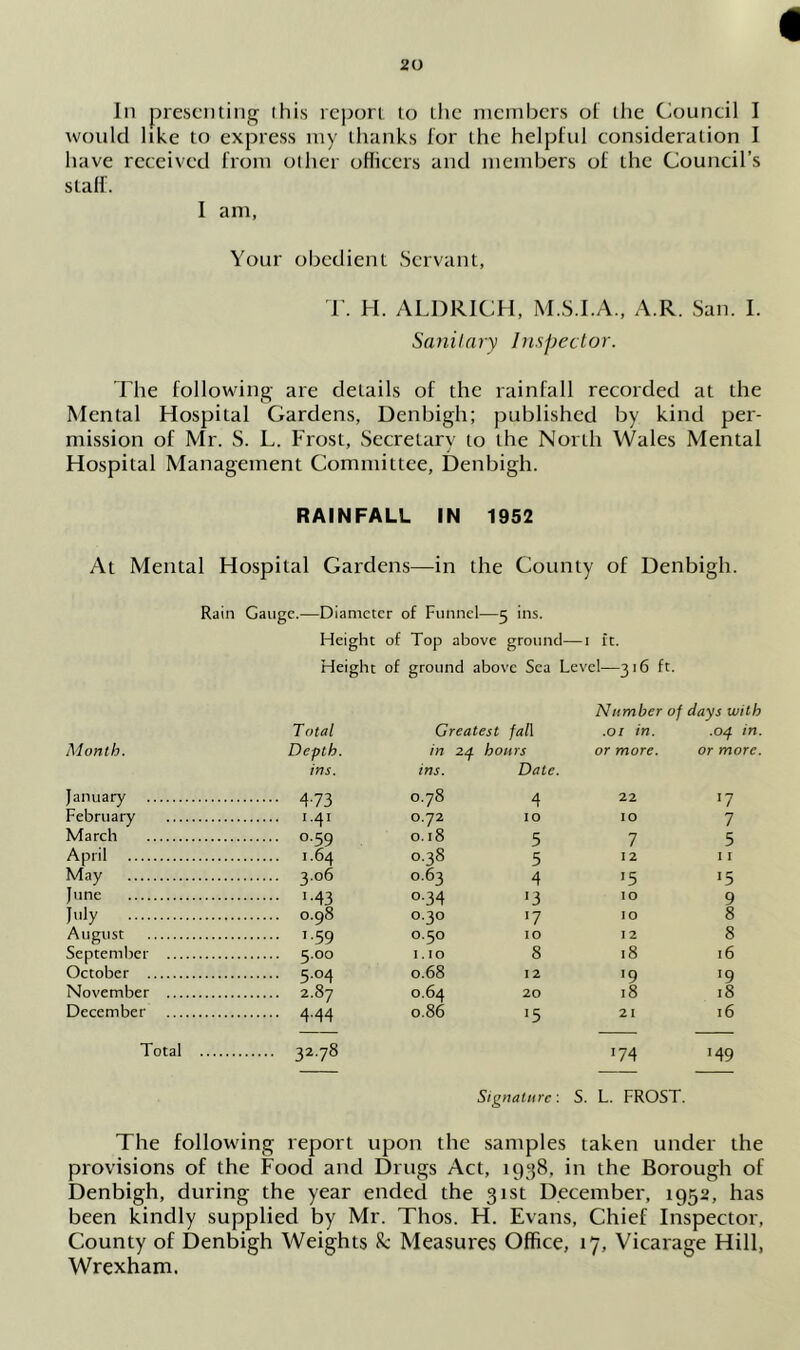 20
In presenting this report to the members of the Council I
would like to express my thanks for the helpful consideration I
have received from other officers and members of the Council's
staff.
I am,
Your obedient Servant,
T. H. ALDRICH, M.S.I.A., A.R. San. I.
Sanitary Inspector.
The following are details of the rainfall recorded at the
Mental Hospital Gardens, Denbigh; published by kind per-
mission of Mr. S. L. Frost, Secretary to the North Wales Mental
Hospital Management Committee, Denbigh.
RAINFALL IN 1952
At Mental Hospital Gardens—in the County of Denbigh.
Rain Gauge.—Diameter of Funnel—5 ins.
Height of Top above ground—1 ft.
Height of ground above Sea Level—316 ft.
Number of days with
Total Greatest fall .01 in. .04 in.
Month. Depth. in 24 hours or more. or more.
ins. ins. Date.
January ..... 4.73 0.78 4 22 17
February ..... 1.41 0.72 10 10 7
March ..... 0.59 0.18 5 7 5
April ..... 1.64 0.38 5 12 11
May ..... 3.06 0.63 4 15 15
June ..... 1.43 0.34 13 10 9
July ..... 0.98 0.30 17 10 8
August ..... 1.59 0.50 10 12 8
September ..... 5.00 1.10 8 18 16
October ..... 5.04 0.68 12 19 19
November ..... 2.87 0.64 20 18 18
December ..... 4.44 0.86 15 21 16
Total ..... 32.78 174 149
Signature: S. L. FROST.
The following report upon the samples taken under the
provisions of the Food and Drugs Act, 1938, in the Borough of
Denbigh, during the year ended the 31st December, 1952, has
been kindly supplied by Mr. Thos. H. Evans, Chief Inspector,
County of Denbigh Weights & Measures Office, 17, Vicarage Hill,
Wrexham.